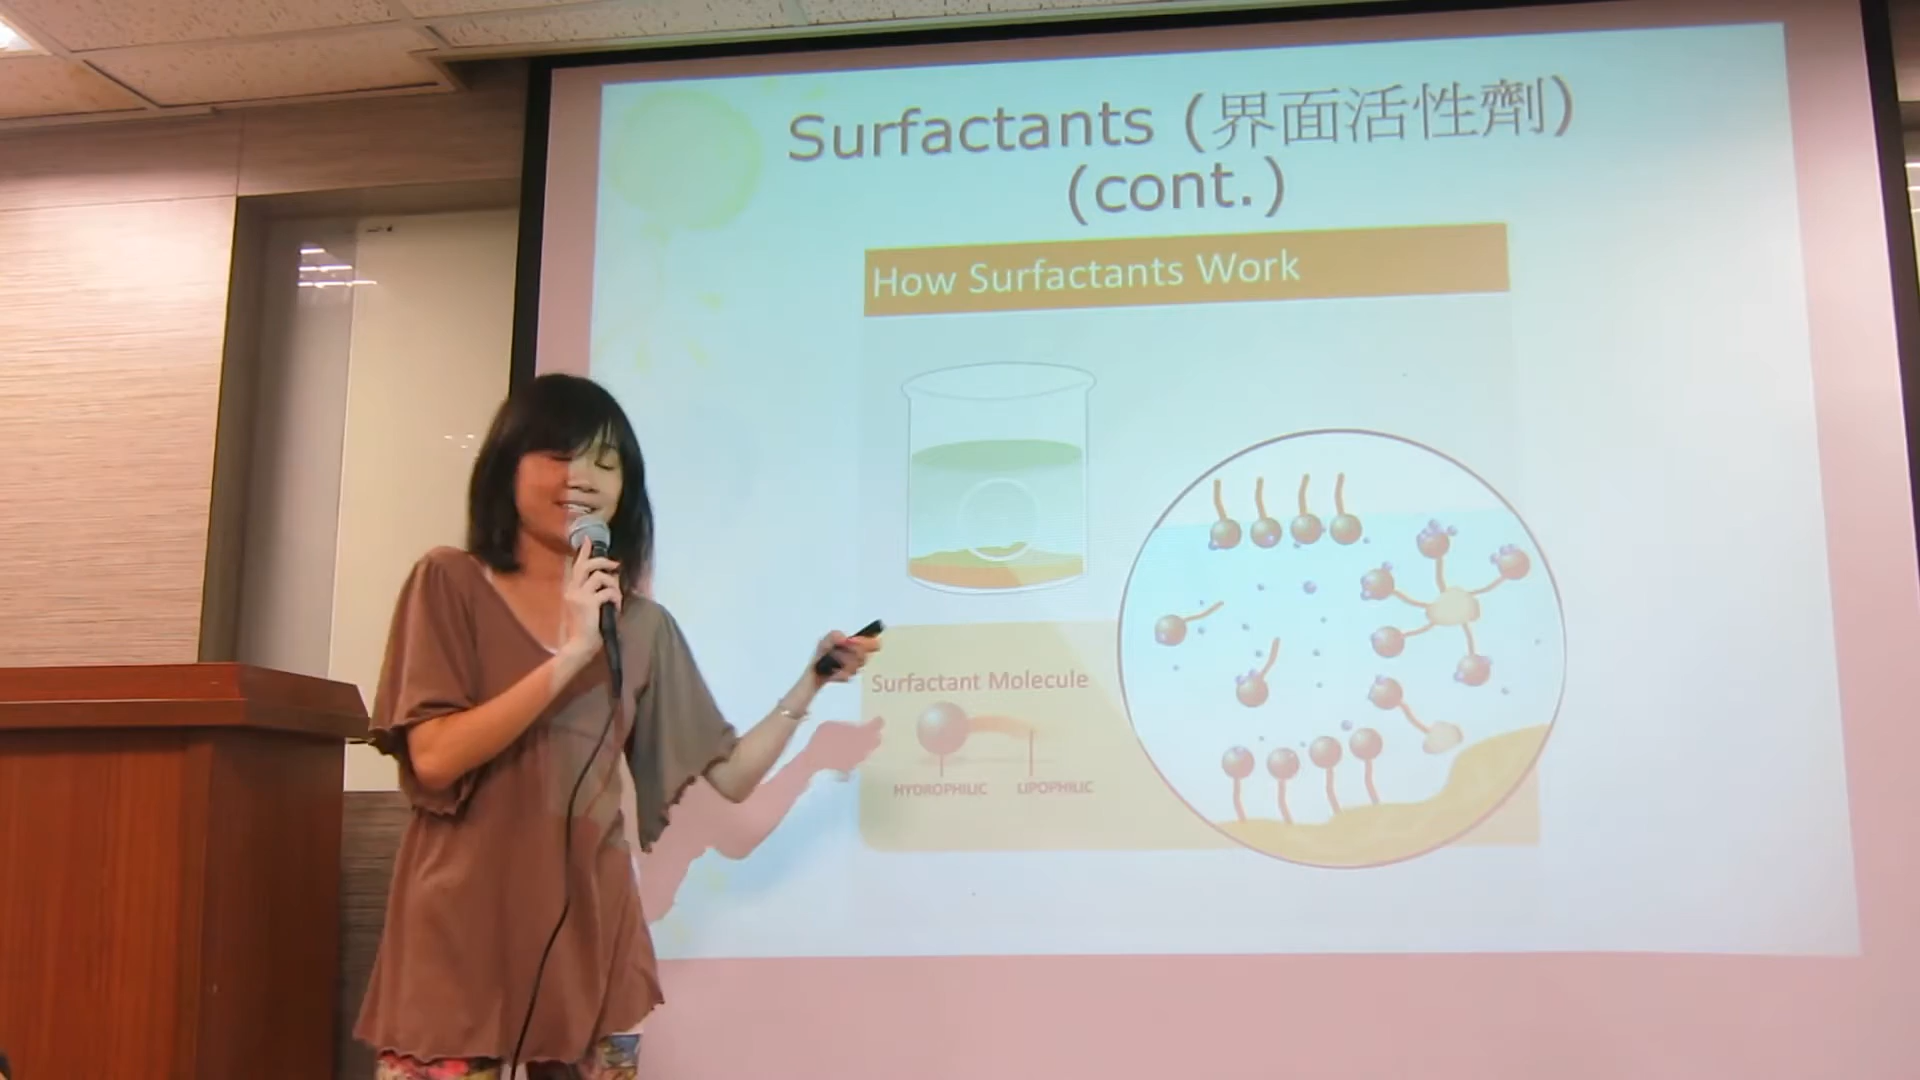 Surfactants (界面活性劑)
(cont.)
How Surfactants Work
Surfactant Molecule
HYDROPHILIC LIPOPHILIC